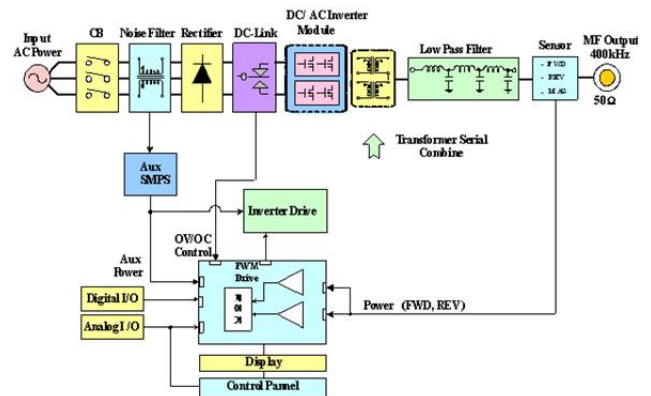 Input
AC Power
CB
Noise Filter
Rectifier
DC-Link
DC/ AC Inverter
Module
Low Pass Filter
Sensor
MF Output
400kHz
- FWD
- REV
50Ω
Transformer Serial
Combine
Aux
SMPS
Inverter Drive
OV/OC
Control
Aux
Power
PWM
Drive
Digital I/O
Analog I/O
Power (FWD, REV)
Display
Control Pannel